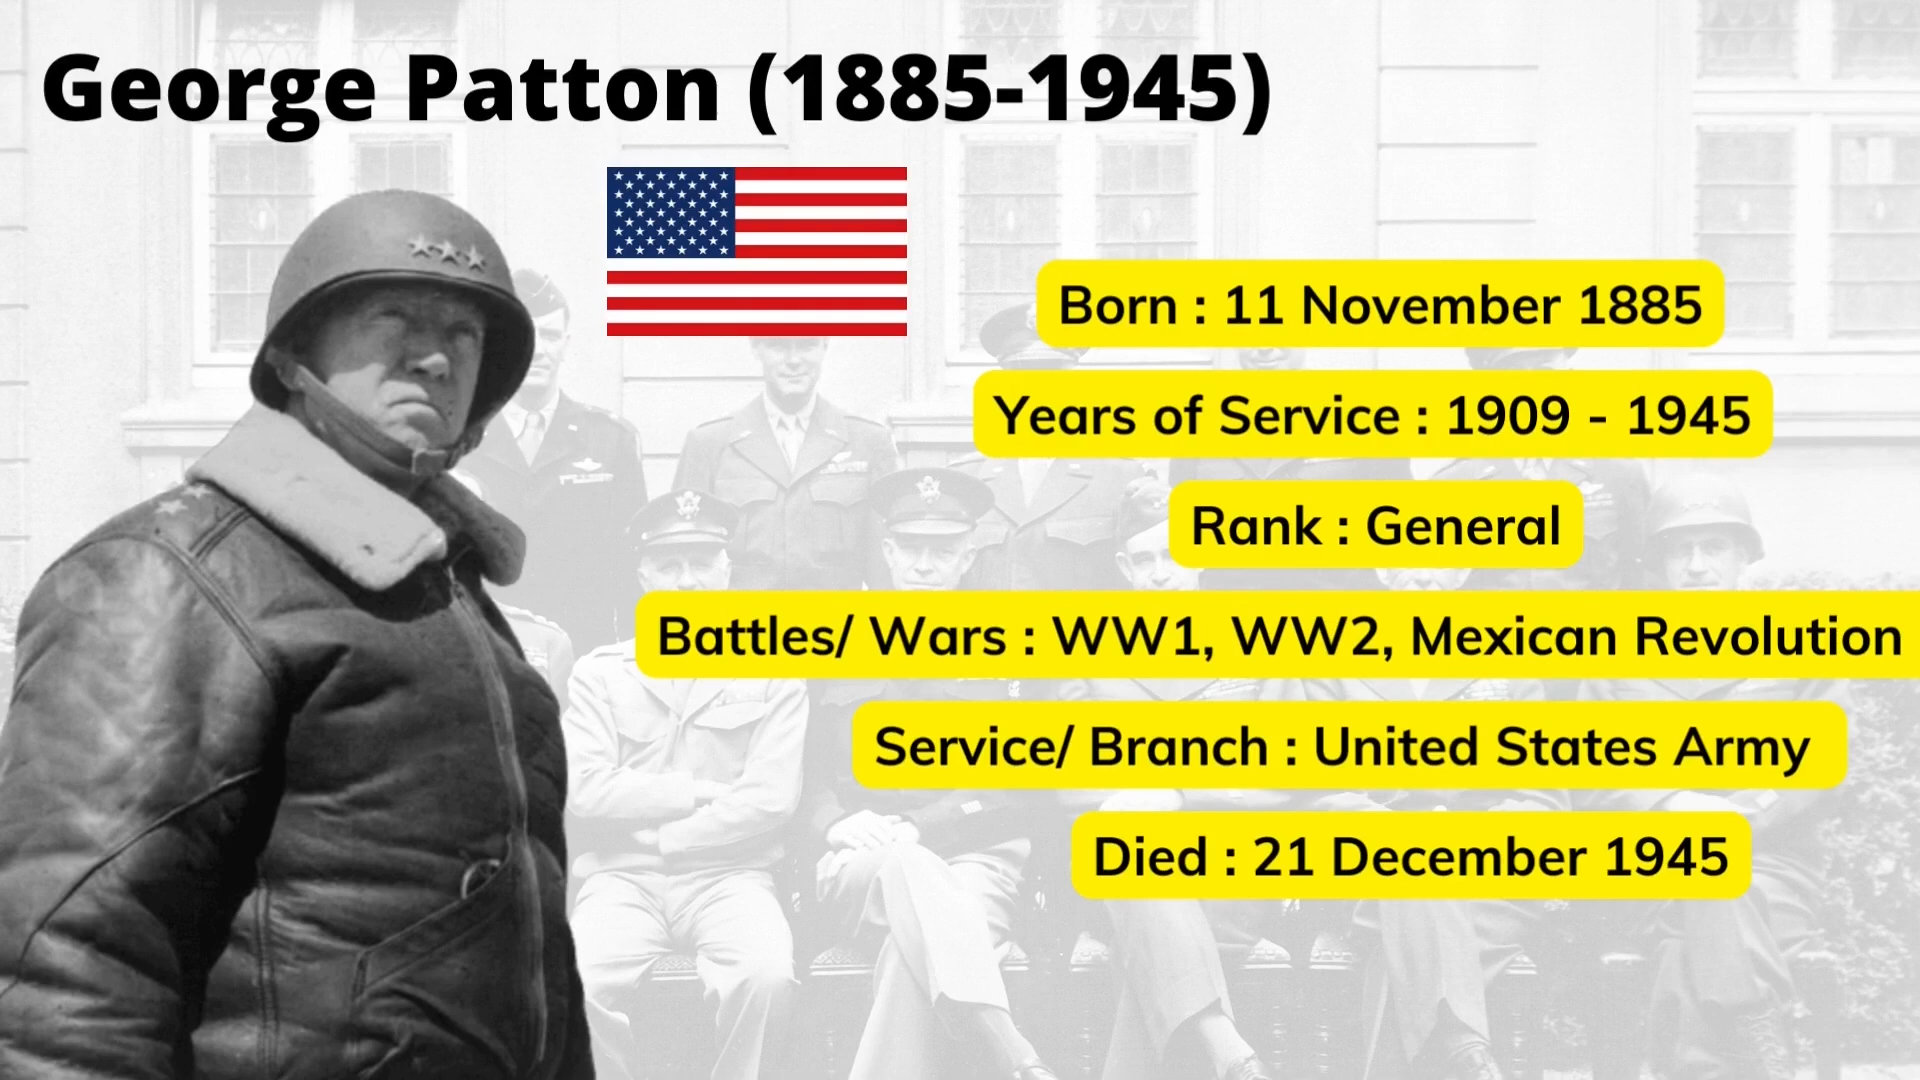 George Patton (1885-1945)
Born : 11 November 1885
Years of Service : 1909 - 1945
Rank : General
Battles/ Wars : WW1, WW2, Mexican Revolution
Service/ Branch : United States Army
Died : 21 December 1945